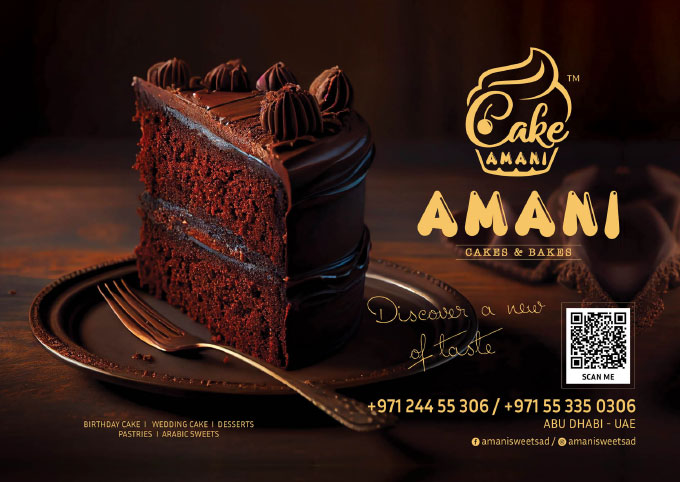 Cake
AMANI
TM
AMANI
CAKES & BAKES
Discover a new
of taste
SCAN ME
+971 244 55 306 / +971 55 335 0306
ABU DHABI - UAE
amanisweetsad / amanisweetsad
BIRTHDAY CAKE I WEDDING CAKE I DESSERTS
PASTRIES I ARABIC SWEETS